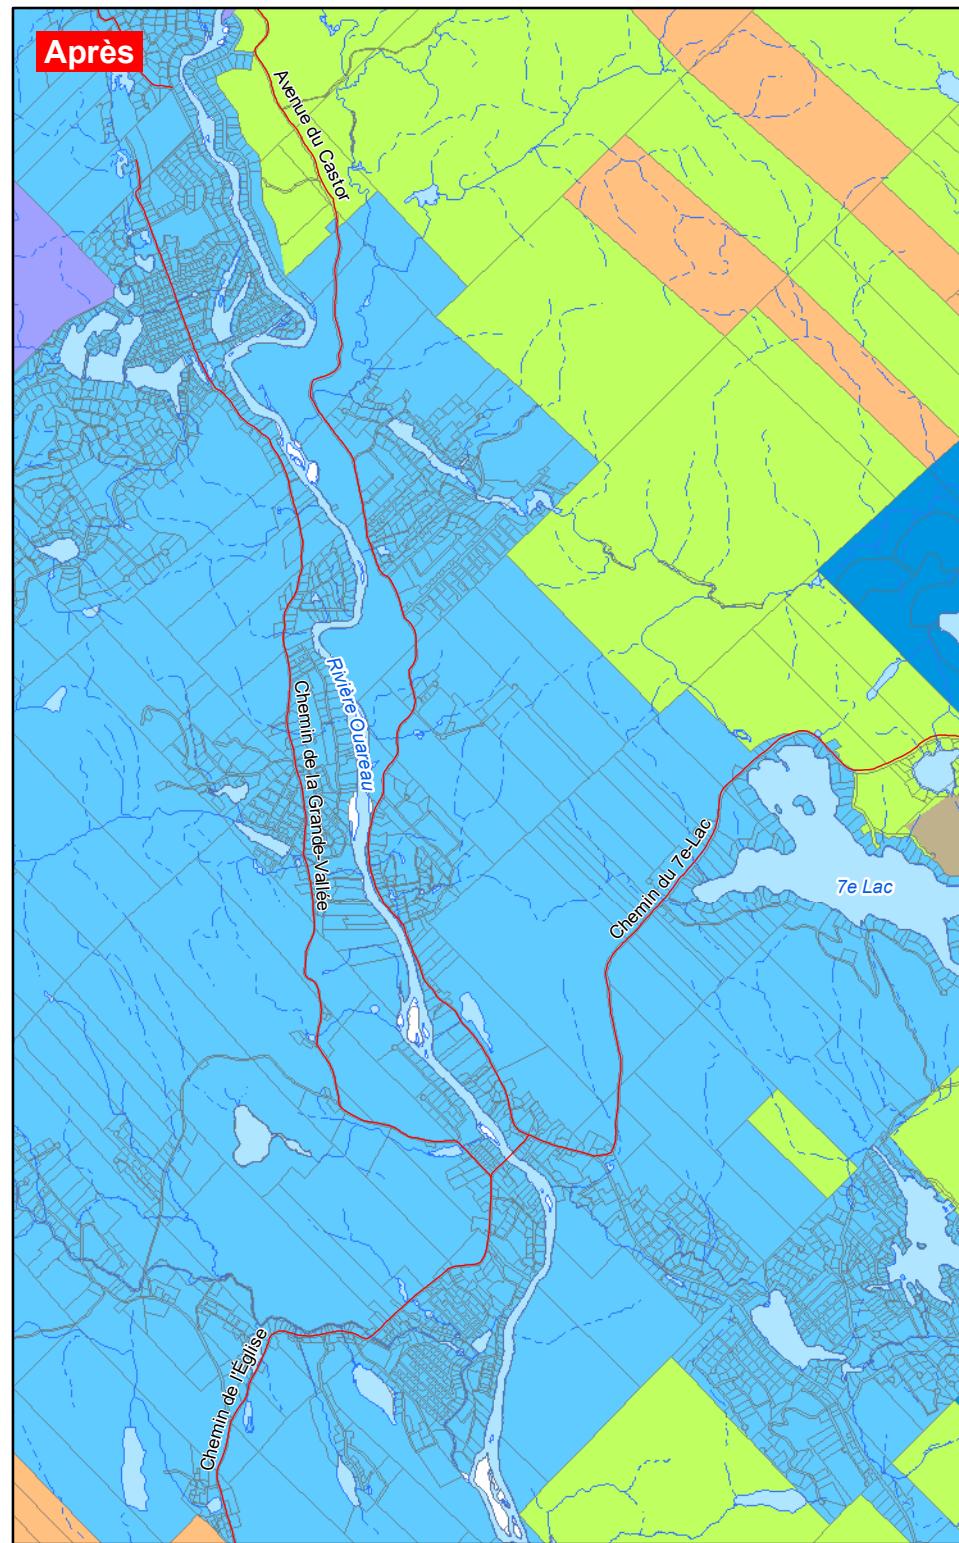 Après
Avenue du Castor
Rivière Ouareau
Chemin de la Grande-Vallée
Chemin du 7e-Lac
7e Lac
Chemin de l'Église